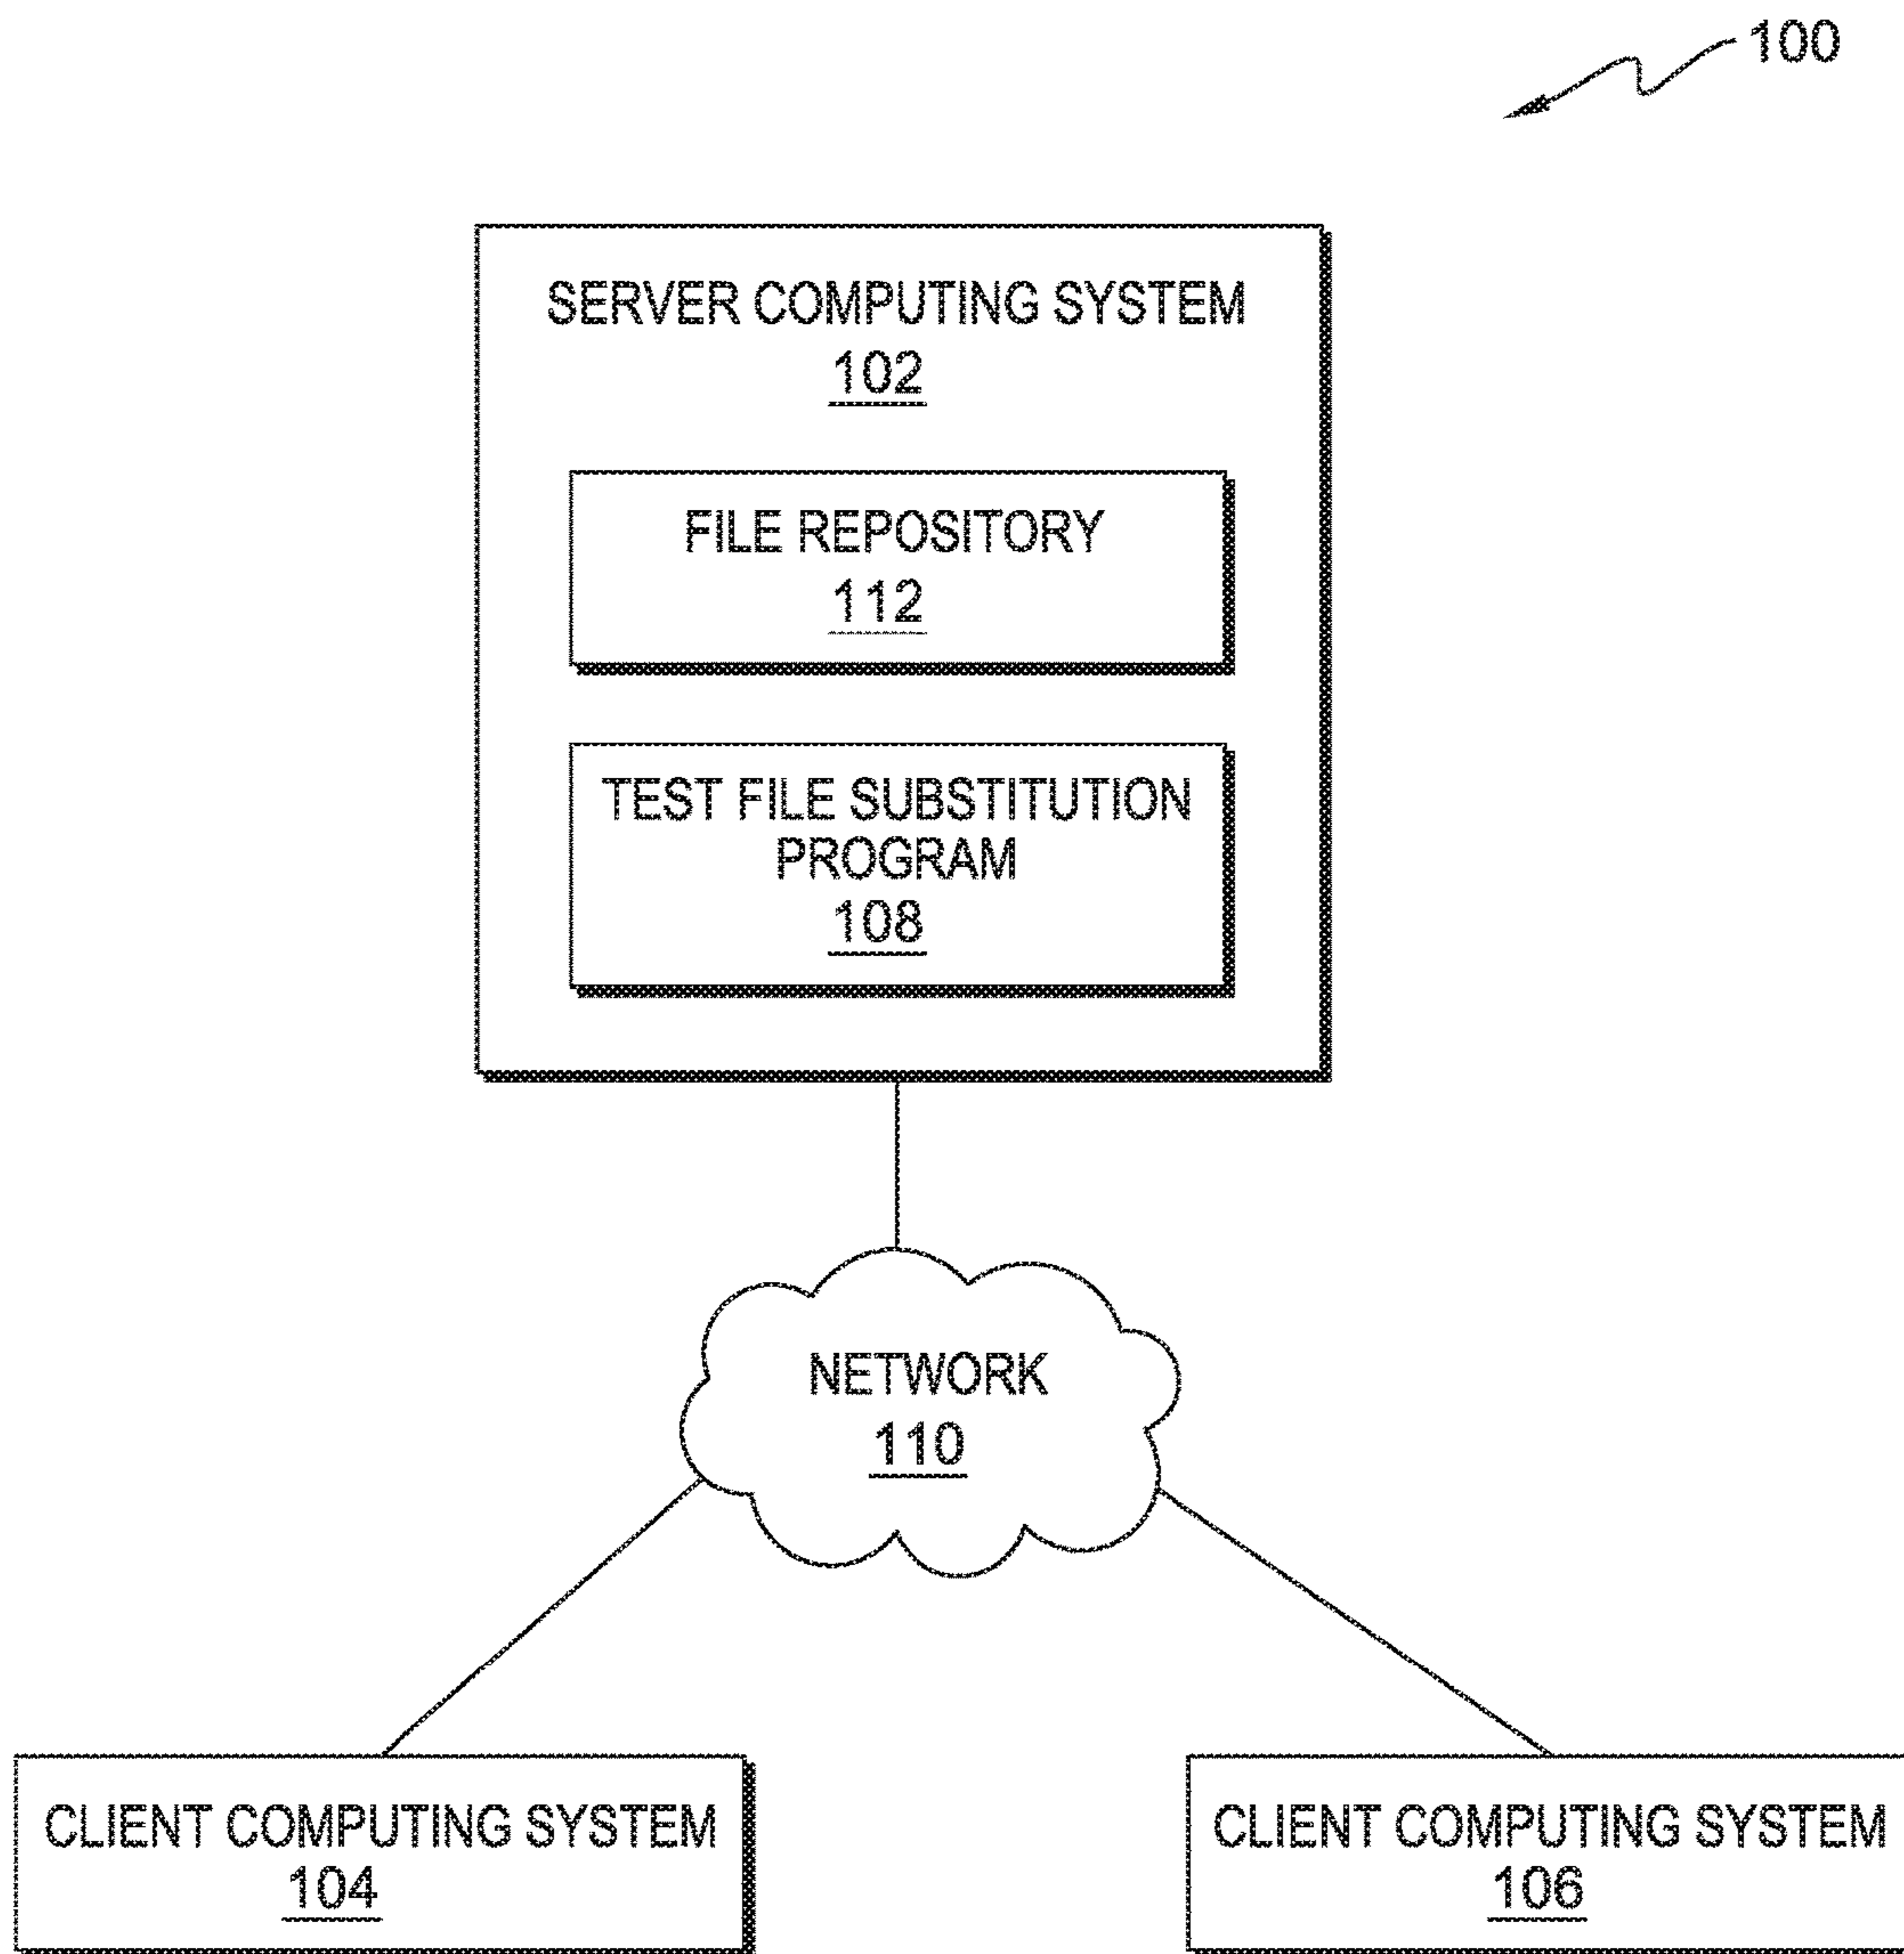 100
SERVER COMPUTING SYSTEM
102
FILE REPOSITORY
112
TEST FILE SUBSTITUTION
PROGRAM
108
NETWORK
110
CLIENT COMPUTING SYSTEM
104
CLIENT COMPUTING SYSTEM
106